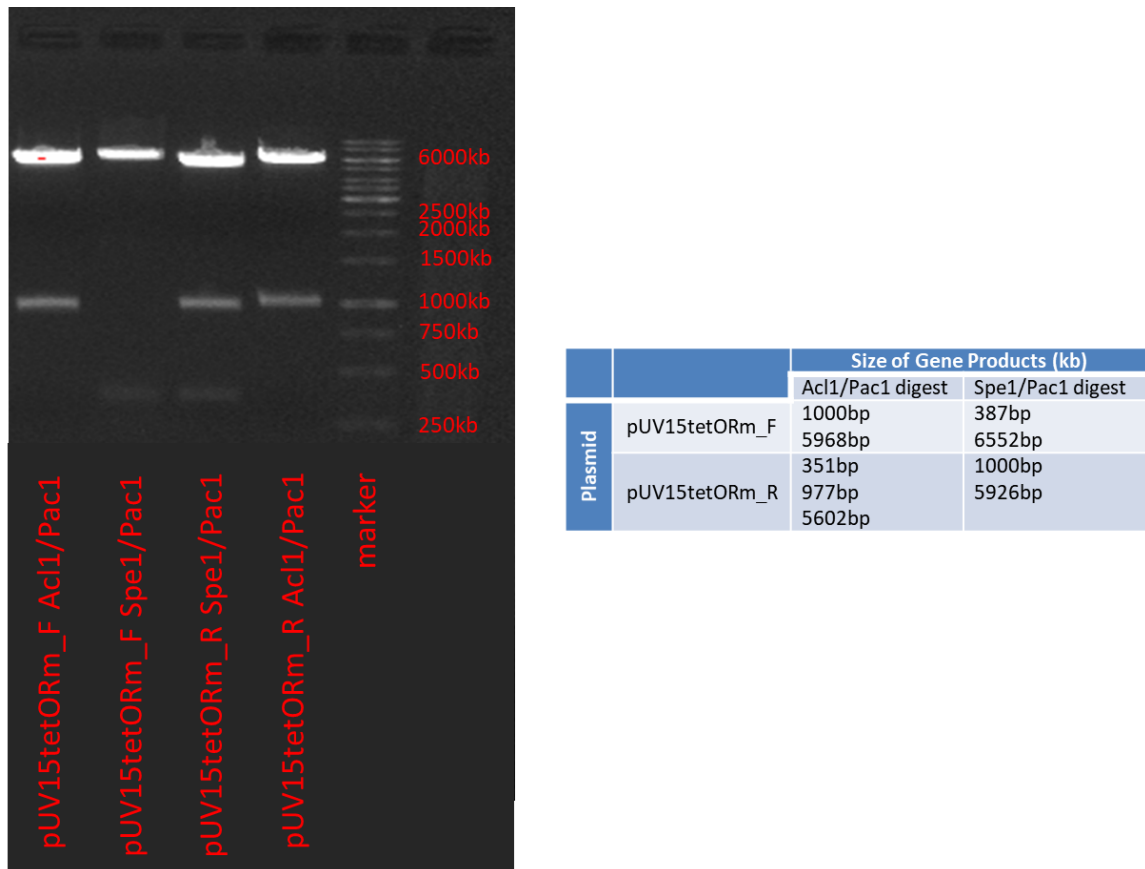 6000kb
2500kb
2000kb
1500kb
1000kb
750kb
500kb
250kb
pUV15tetORm_F Acl1/Pac1
pUV15tetORm_F Spe1/Pac1
pUV15tetORm_R Spe1/Pac1
pUV15tetORm_R Acl1/Pac1
marker
Size of Gene Products (kb)
Acl1/Pac1 digest Spe1/Pac1 digest
Plasmid
pUV15tetORm_F
1000bp 387bp
5968bp 6552bp
pUV15tetORm_R
351bp 1000bp
977bp 5926bp
5602bp